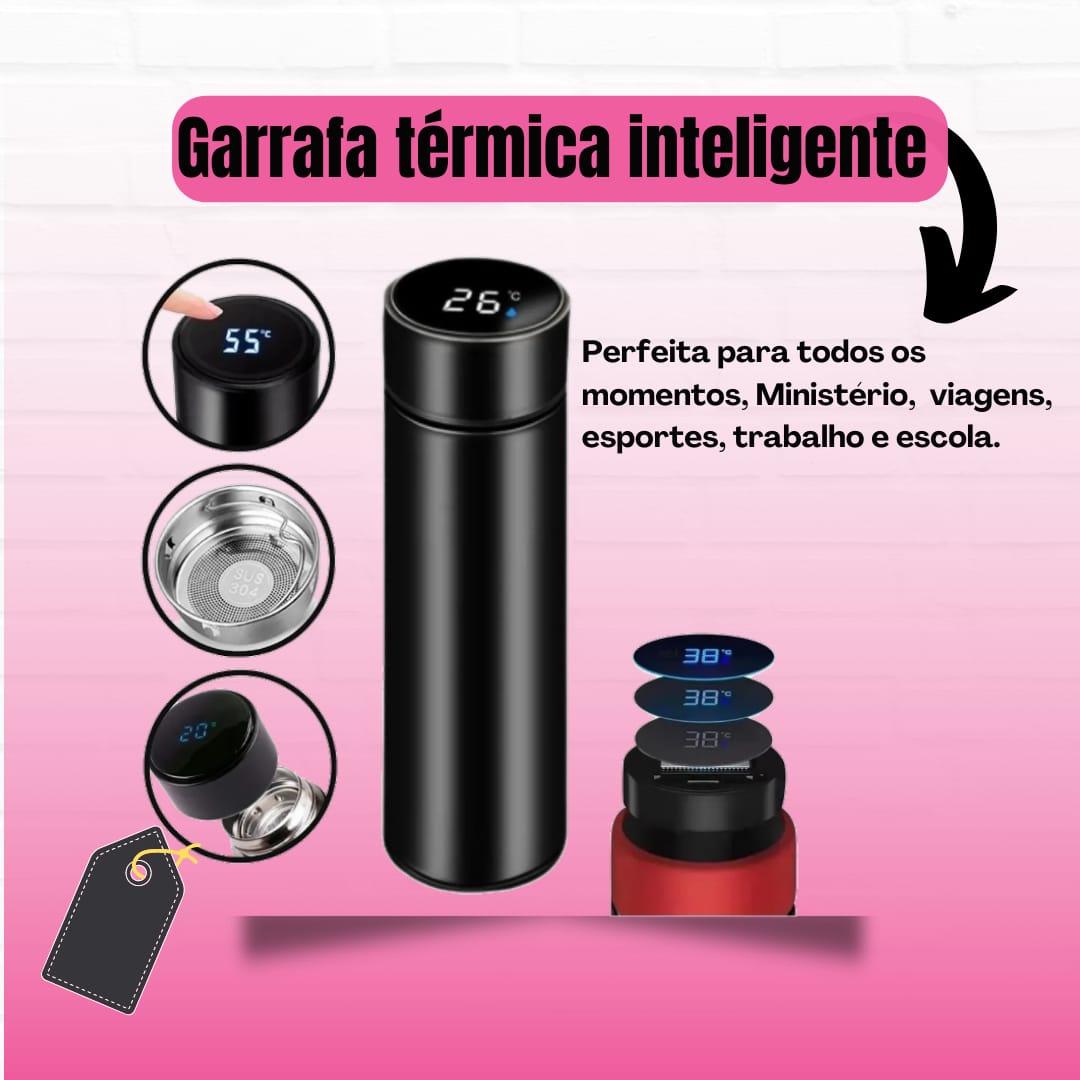 Garrafa térmica inteligente
Perfeita para todos os
momentos, Ministério,  viagens,
esportes, trabalho e escola.
26 °C
55 °C
SUS
304
20°
38 °C
38 °C
38 °C